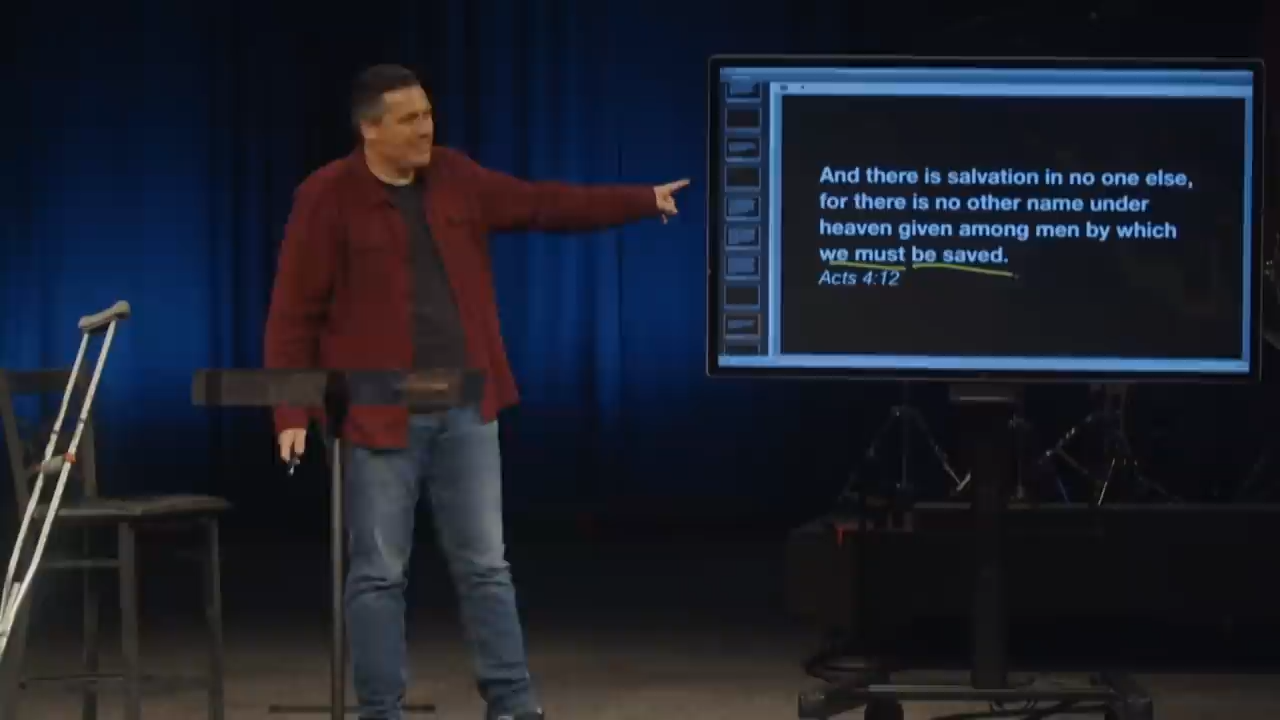 And there is salvation in no one else,
for there is no other name under
heaven given among men by which
we must be saved.
Acts 4:12